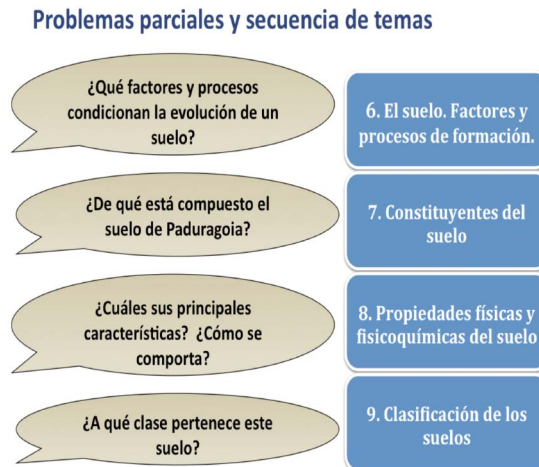 Problemas parciales y secuencia de temas
¿Qué factores y procesos
condicionan la evolución de un
suelo?
6. El suelo. Factores y
procesos de formación.
¿De qué está compuesto el
suelo de Paduragoia?
7. Constituyentes del
suelo
¿Cuáles sus principales
características? ¿Cómo se
comporta?
8. Propiedades físicas y
fisicoquímicas del suelo
¿A qué clase pertenece este
suelo?
9. Clasificación de los
suelos